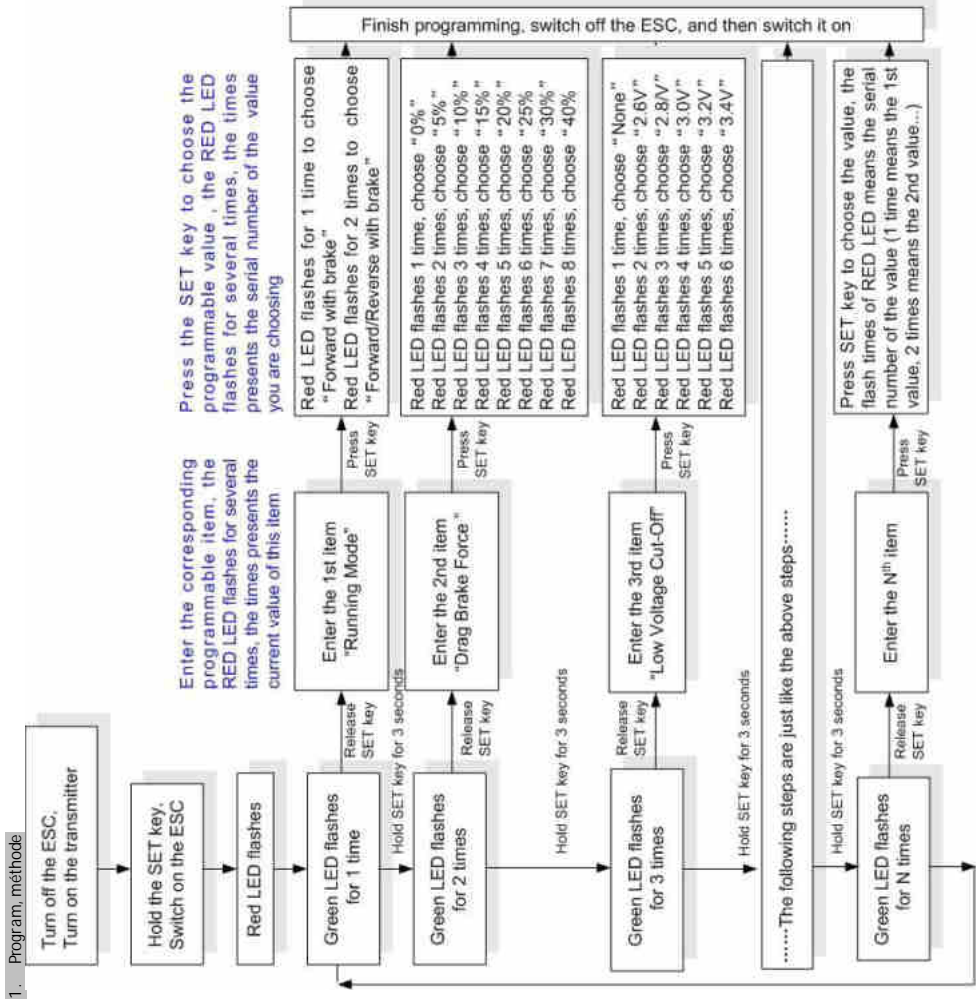 1. Program, methode
Turn off the ESC,
Turn on the transmitter
Hold the SET key,
Switch on the ESC
Red LED flashes
Enter the corresponding
programmable item, the
RED LED flashes for several
times, the times presents the
current value of this item
Press the SET key to choose the
programmable value , the RED LED
flashes for several times, the times
presents the serial number of the value
you are choosing
Green LED flashes
for 1 time
Release
SET key
Enter the 1st item
"Running Mode"
Press
SET key
Red LED flashes for 1 time to choose
"Forward with brake"
Red LED flashes for 2 times to choose
"Forward/Reverse with brake"
Hold SET key for 3 seconds
Green LED flashes
for 2 times
Release
SET key
Enter the 2nd item
"Drag Brake Force"
Press
SET key
Red LED flashes 1 time, choose "0%"
Red LED flashes 2 times, choose "5%"
Red LED flashes 3 times, choose "10%"
Red LED flashes 4 times, choose "15%"
Red LED flashes 5 times, choose "20%"
Red LED flashes 6 times, choose "25%
Red LED flashes 7 times, choose "30%"
Red LED flashes 8 times, choose "40%
Hold SET key for 3 seconds
Green LED flashes
for 3 times
Release
SET key
Enter the 3rd item
"Low Voltage Cut-Off"
Press
SET key
Red LED flashes 1 time, choose "None"
Red LED flashes 2 times, choose "2.6V"
Red LED flashes 3 times, choose "2.8/V"
Red LED flashes 4 times, choose "3.0V"
Red LED flashes 5 times, choose "3.2V"
Red LED flashes 6 times, choose "3.4V"
Hold SET key for 3 seconds
······The following steps are just like the above steps······
Hold SET key for 3 seconds
Green LED flashes
for N times
Release
SET key
Enter the Nth item
Press
SET key
Press SET key to choose the value, the
flash times of RED LED means the serial
number of the value (1 time means the 1st
value, 2 times means the 2nd value...)
Finish programming, switch off the ESC, and then switch it on